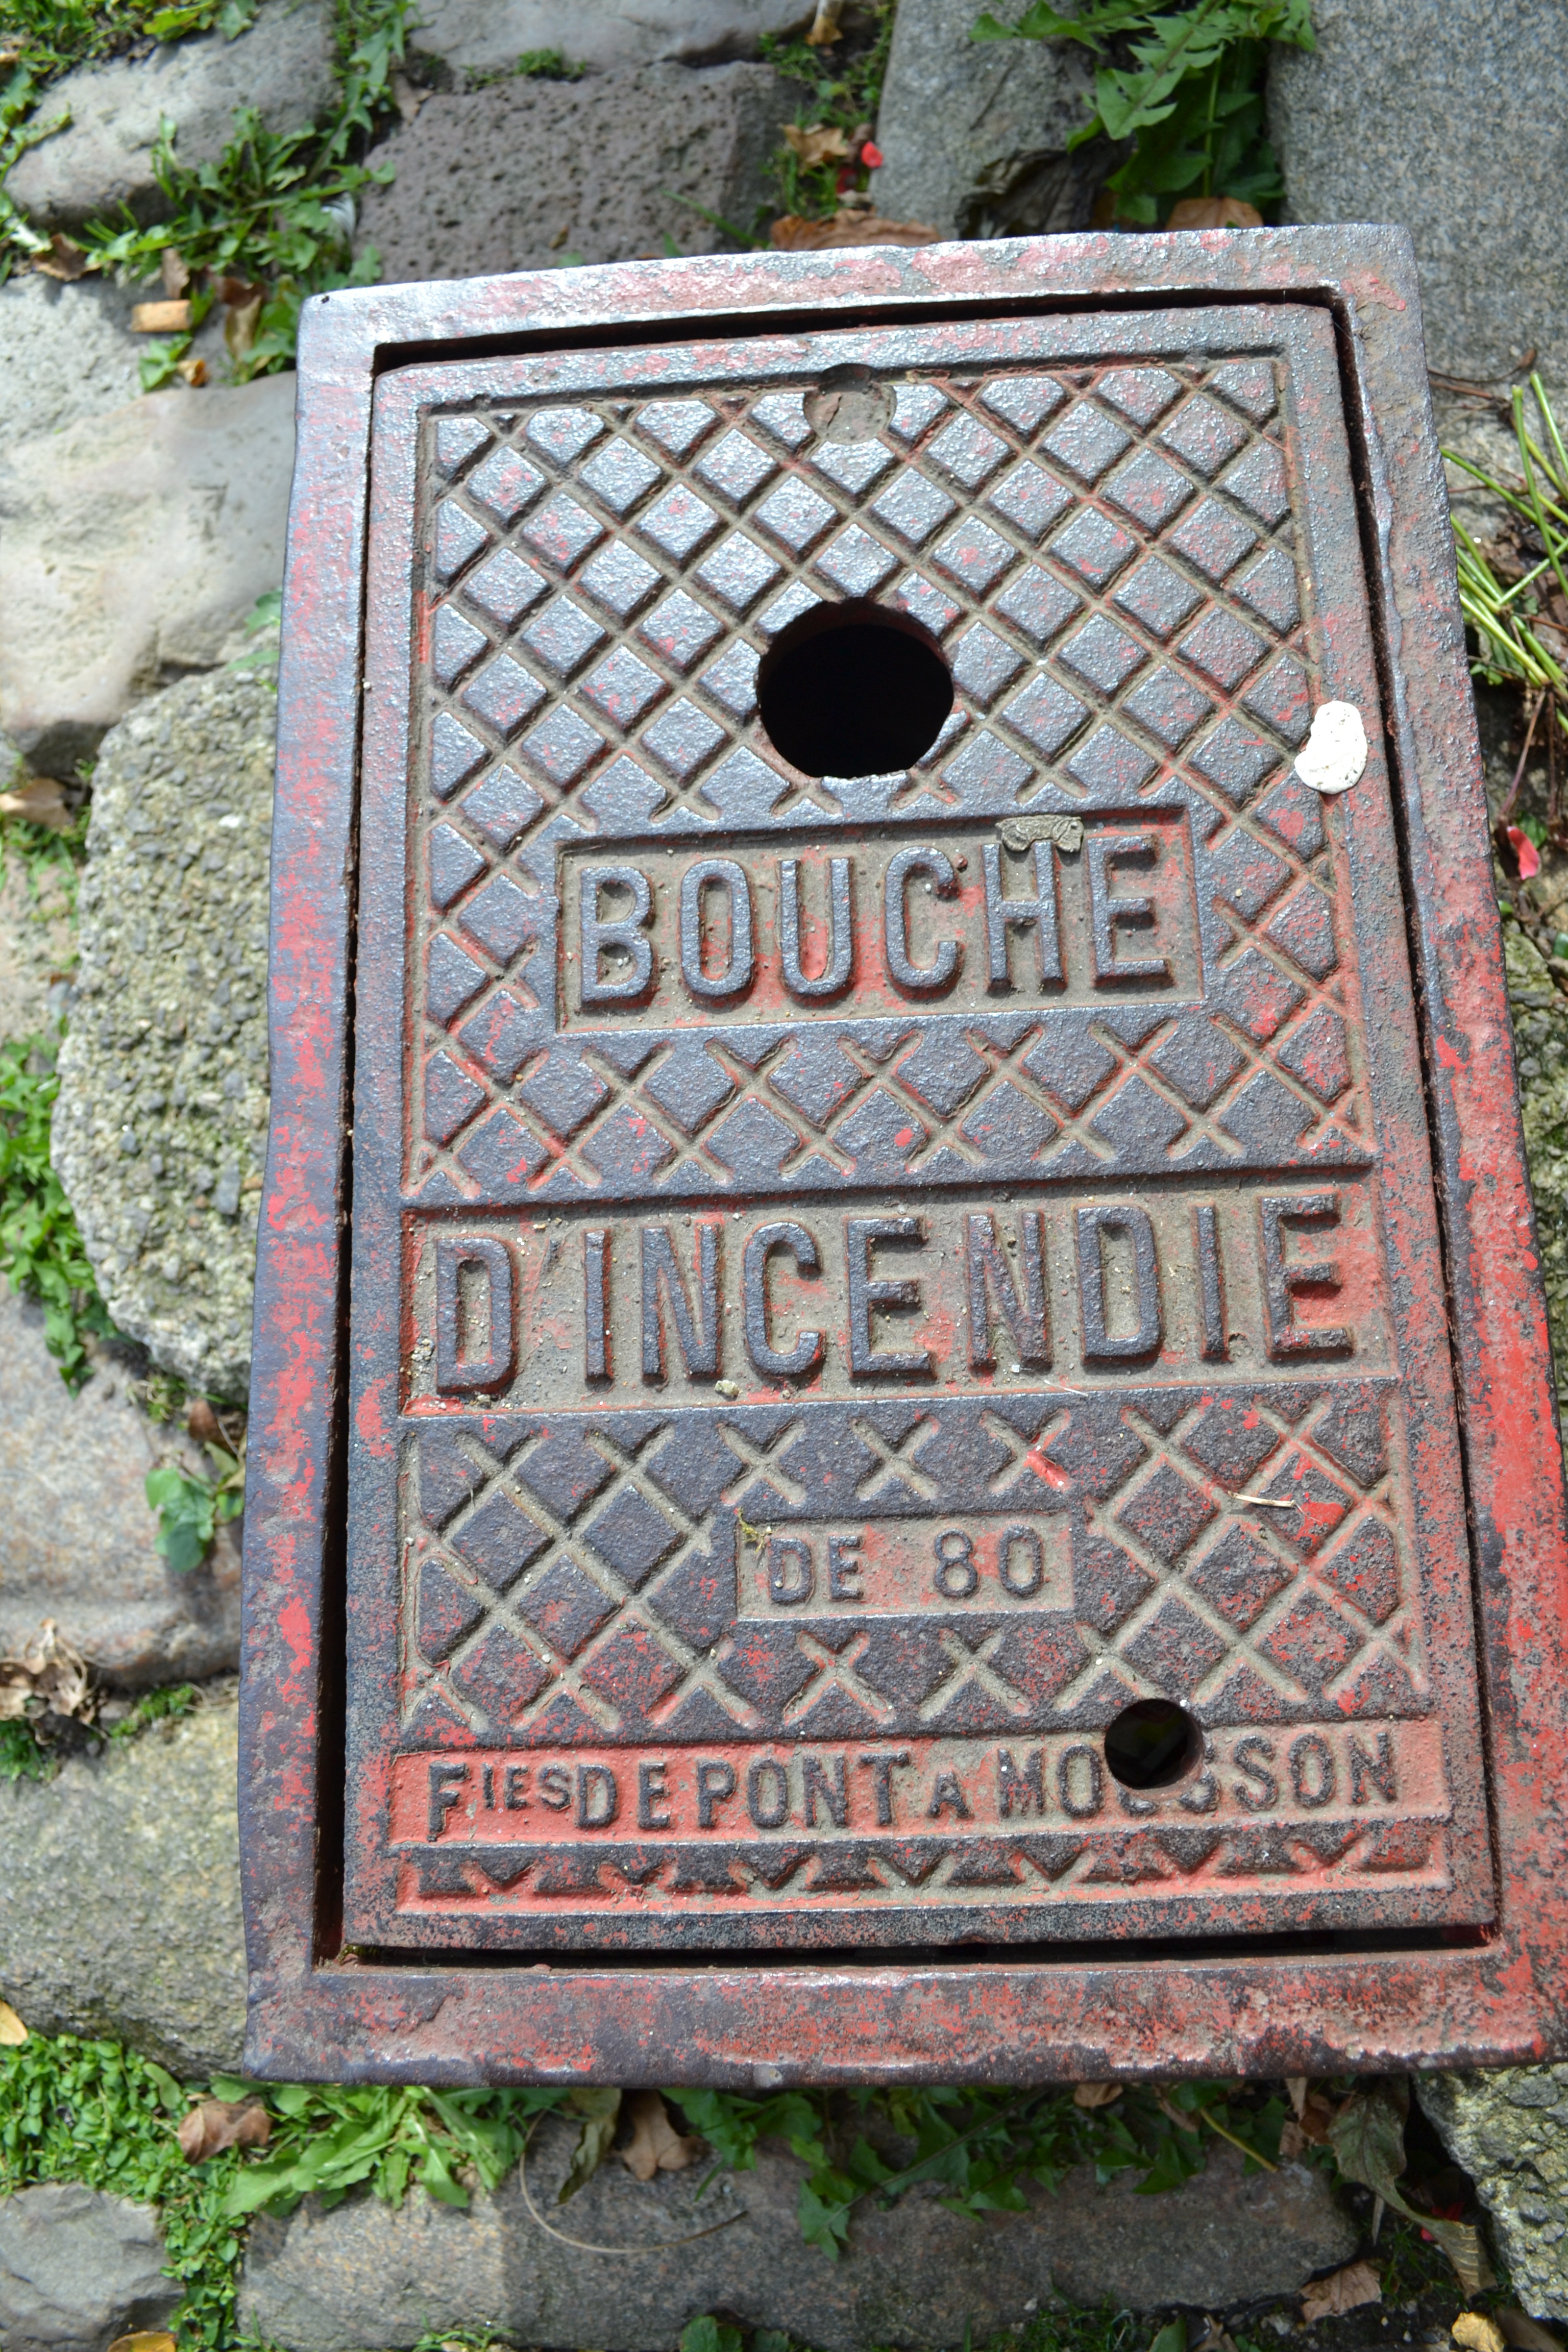 BOUCHE
D'INCENDIE
DE 80
FIES DE PONT A MOUSSON